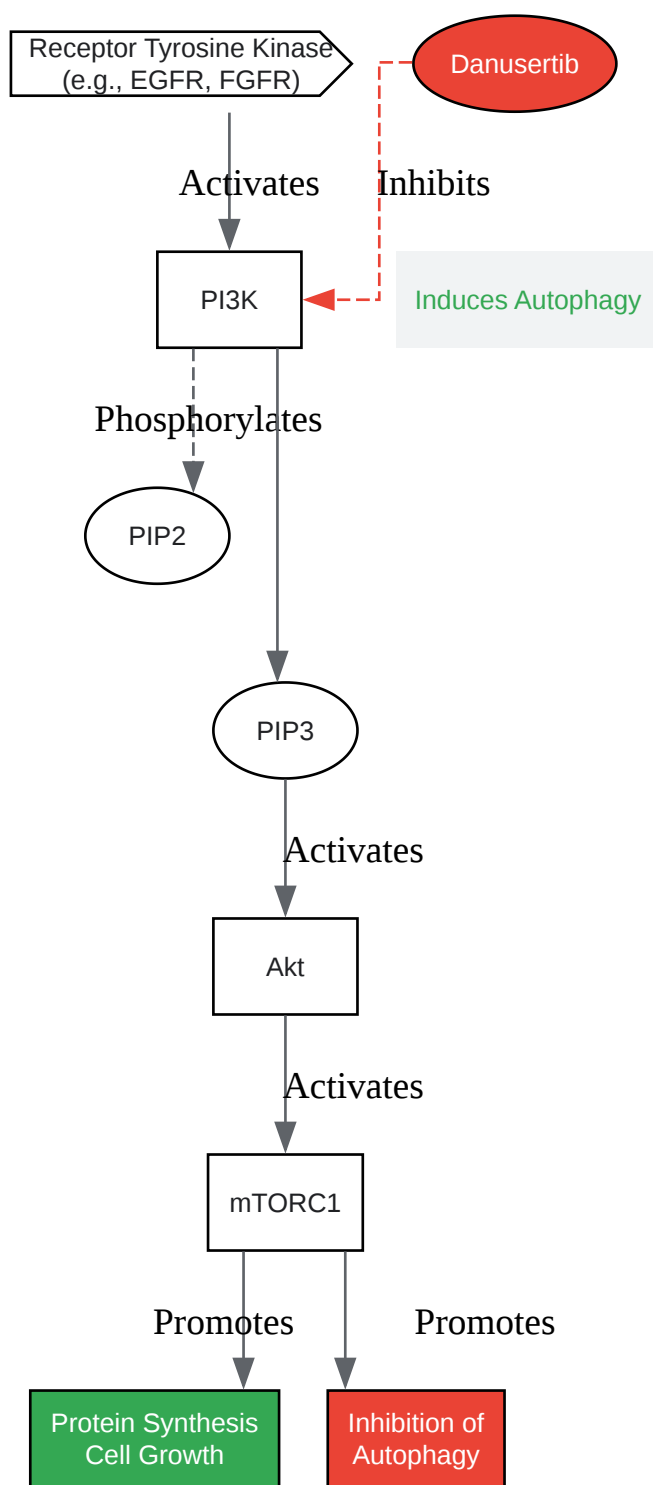 Receptor Tyrosine Kinase
(e.g., EGFR, FGFR)
Danusertib
Activates
Inhibits
PI3K
Induces Autophagy
Phosphorylates
PIP2
PIP3
Activates
Akt
Activates
mTORC1
Promotes
Promotes
Protein Synthesis
Cell Growth
Inhibition of
Autophagy